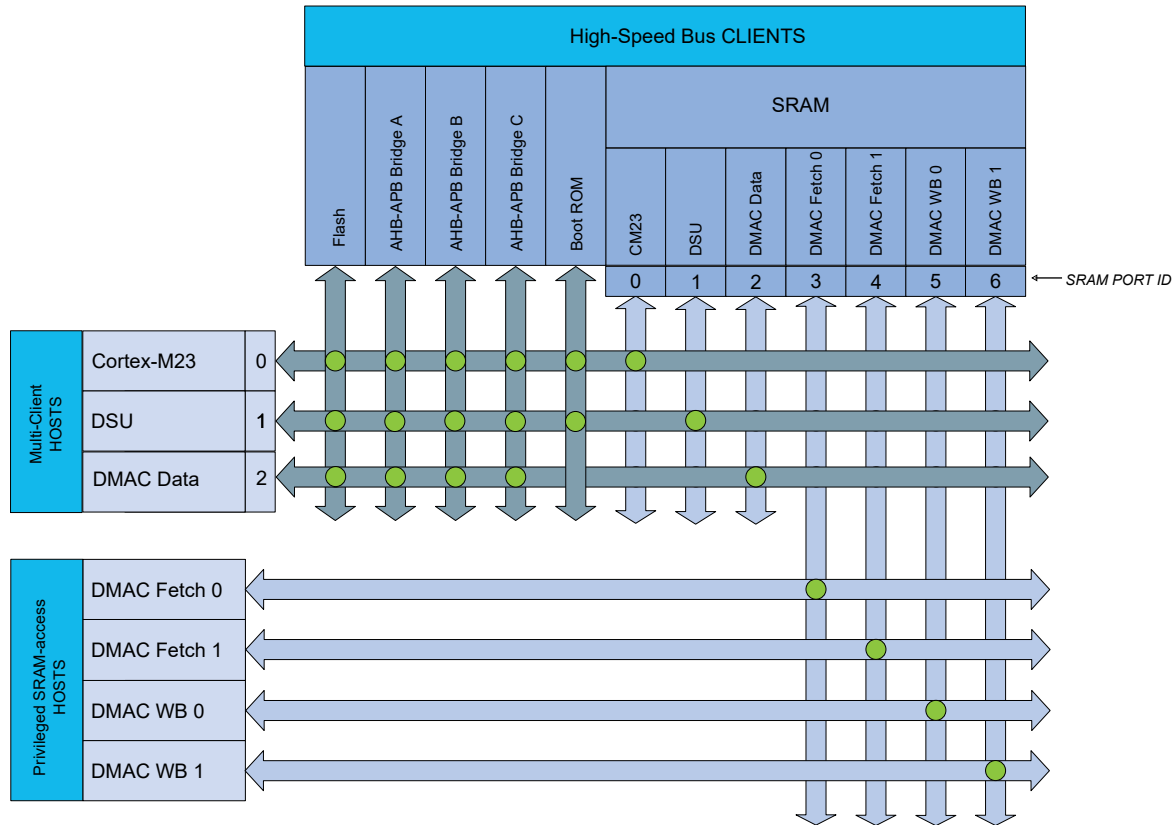 High-Speed Bus CLIENTS
SRAM
Flash
AHB-APB Bridge A
AHB-APB Bridge B
AHB-APB Bridge C
Boot ROM
CM23
DSU
DMAC Data
DMAC Fetch 0
DMAC Fetch 1
DMAC WB 0
DMAC WB 1
0 1 2 3 4 5 6
SRAM PORT ID
Multi-Client
HOSTS
Cortex-M23 0
DSU 1
DMAC Data 2
Privileged SRAM-access
HOSTS
DMAC Fetch 0
DMAC Fetch 1
DMAC WB 0
DMAC WB 1